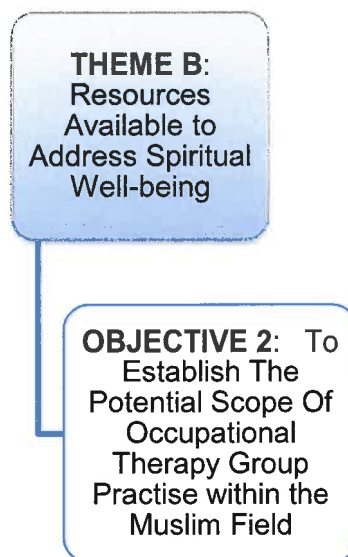 THEME B:
Resources
Available to
Address Spiritual
Well-being
OBJECTIVE 2: To
Establish The
Potential Scope Of
Occupational
Therapy Group
Practise within the
Muslim Field